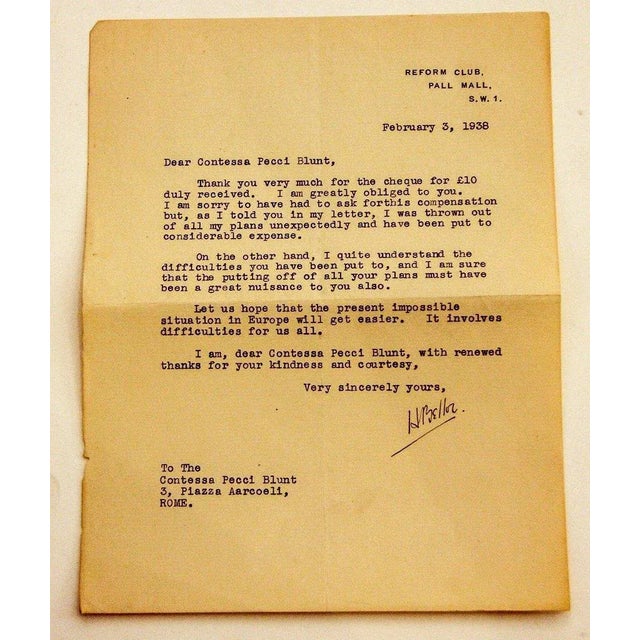 REFORM CLUB,
PALL MALL,
S.W.1.
February 3, 1938
Dear Contessa Pecci Blunt,
Thank you very much for the cheque for £10
duly received. I am greatly obliged to you.
I am sorry to have had to ask forthis compensation
but, as I told you in my letter, I was thrown out
of all my plans unexpectedly and have been put to
considerable expense.
On the other hand, I quite understand the
difficulties you have been put to, and I am sure
that the putting off of all your plans must have
been a great nuisance to you also.
Let us hope that the present impossible
situation in Europe will get easier. It involves
difficulties for us all.
I am, dear Contessa Pecci Blunt, with renewed
thanks for your kindness and courtesy,
Very sincerely yours,
To The
Contessa Pecci Blunt
3, Piazza Aarcoeli,
ROME.